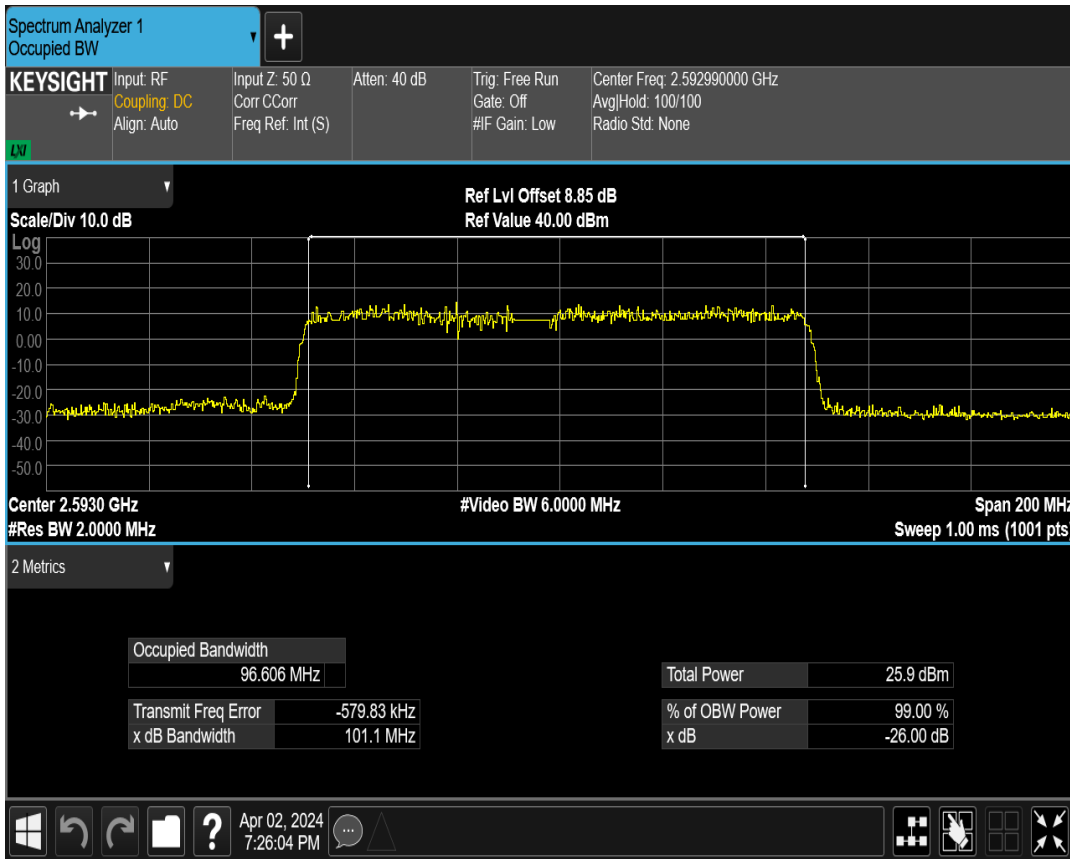 Spectrum Analyzer 1
Occupied BW
+
KEYSIGHT
LXI
Input: RF
Coupling: DC
Align: Auto
Input Z: 50 Ω
Corr CCorr
Freq Ref: Int (S)
Atten: 40 dB
Trig: Free Run
Gate: Off
#IF Gain: Low
Center Freq: 2.592990000 GHz
Avg|Hold: 100/100
Radio Std: None
1 Graph
Scale/Div 10.0 dB
Ref Lvl Offset 8.85 dB
Ref Value 40.00 dBm
Log
30.0
20.0
10.0
0.00
-10.0
-20.0
-30.0
-40.0
-50.0
Center 2.5930 GHz
#Video BW 6.0000 MHz
Span 200 MHz
#Res BW 2.0000 MHz
Sweep 1.00 ms (1001 pts)
2 Metrics
Occupied Bandwidth
96.606 MHz
Total Power 25.9 dBm
Transmit Freq Error -579.83 kHz
% of OBW Power 99.00 %
x dB Bandwidth 101.1 MHz
x dB -26.00 dB
?
Apr 02, 2024
7:26:04 PM